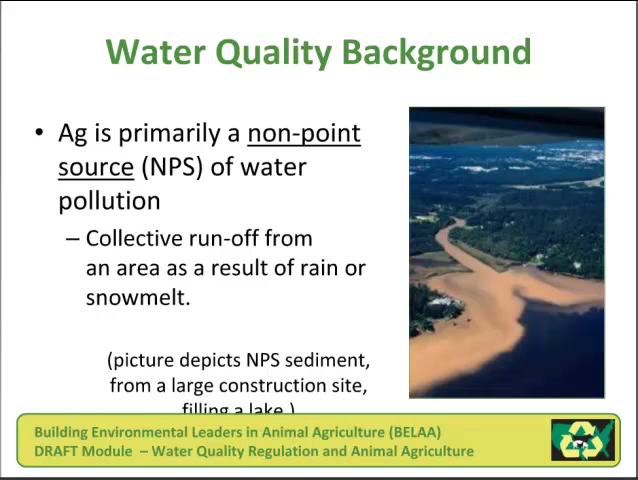 Water Quality Background
• Ag is primarily a non-point
source (NPS) of water
pollution
– Collective run-off from
an area as a result of rain or
snowmelt.
(picture depicts NPS sediment,
from a large construction site,
filling a lake.)
Building Environmental Leaders in Animal Agriculture (BELAA)
DRAFT Module – Water Quality Regulation and Animal Agriculture